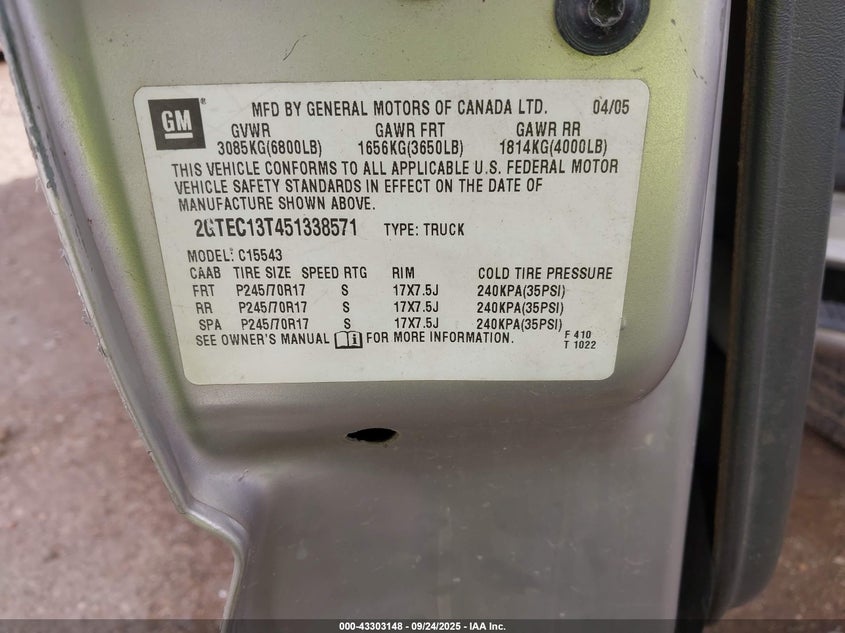 GM ® MFD BY GENERAL MOTORS OF CANADA LTD. 04/05
GVWR GAWR FRT GAWR RR
3085KG(6800LB) 1656KG(3650LB) 1814KG(4000LB)
THIS VEHICLE CONFORMS TO ALL APPLICABLE U.S. FEDERAL MOTOR
VEHICLE SAFETY STANDARDS IN EFFECT ON THE DATE OF
MANUFACTURE SHOWN ABOVE.
2GTEC13T451338571 TYPE: TRUCK
MODEL: C15543
CAAB TIRE SIZE SPEED RTG RIM COLD TIRE PRESSURE
FRT P245/70R17 S 17X7.5J 240KPA(35PSI)
RR P245/70R17 S 17X7.5J 240KPA(35PSI)
SPA P245/70R17 S 17X7.5J 240KPA(35PSI)
SEE OWNER'S MANUAL FOR MORE INFORMATION. F 410
T 1022
000-43303148 - 09/24/2025 - IAA Inc.